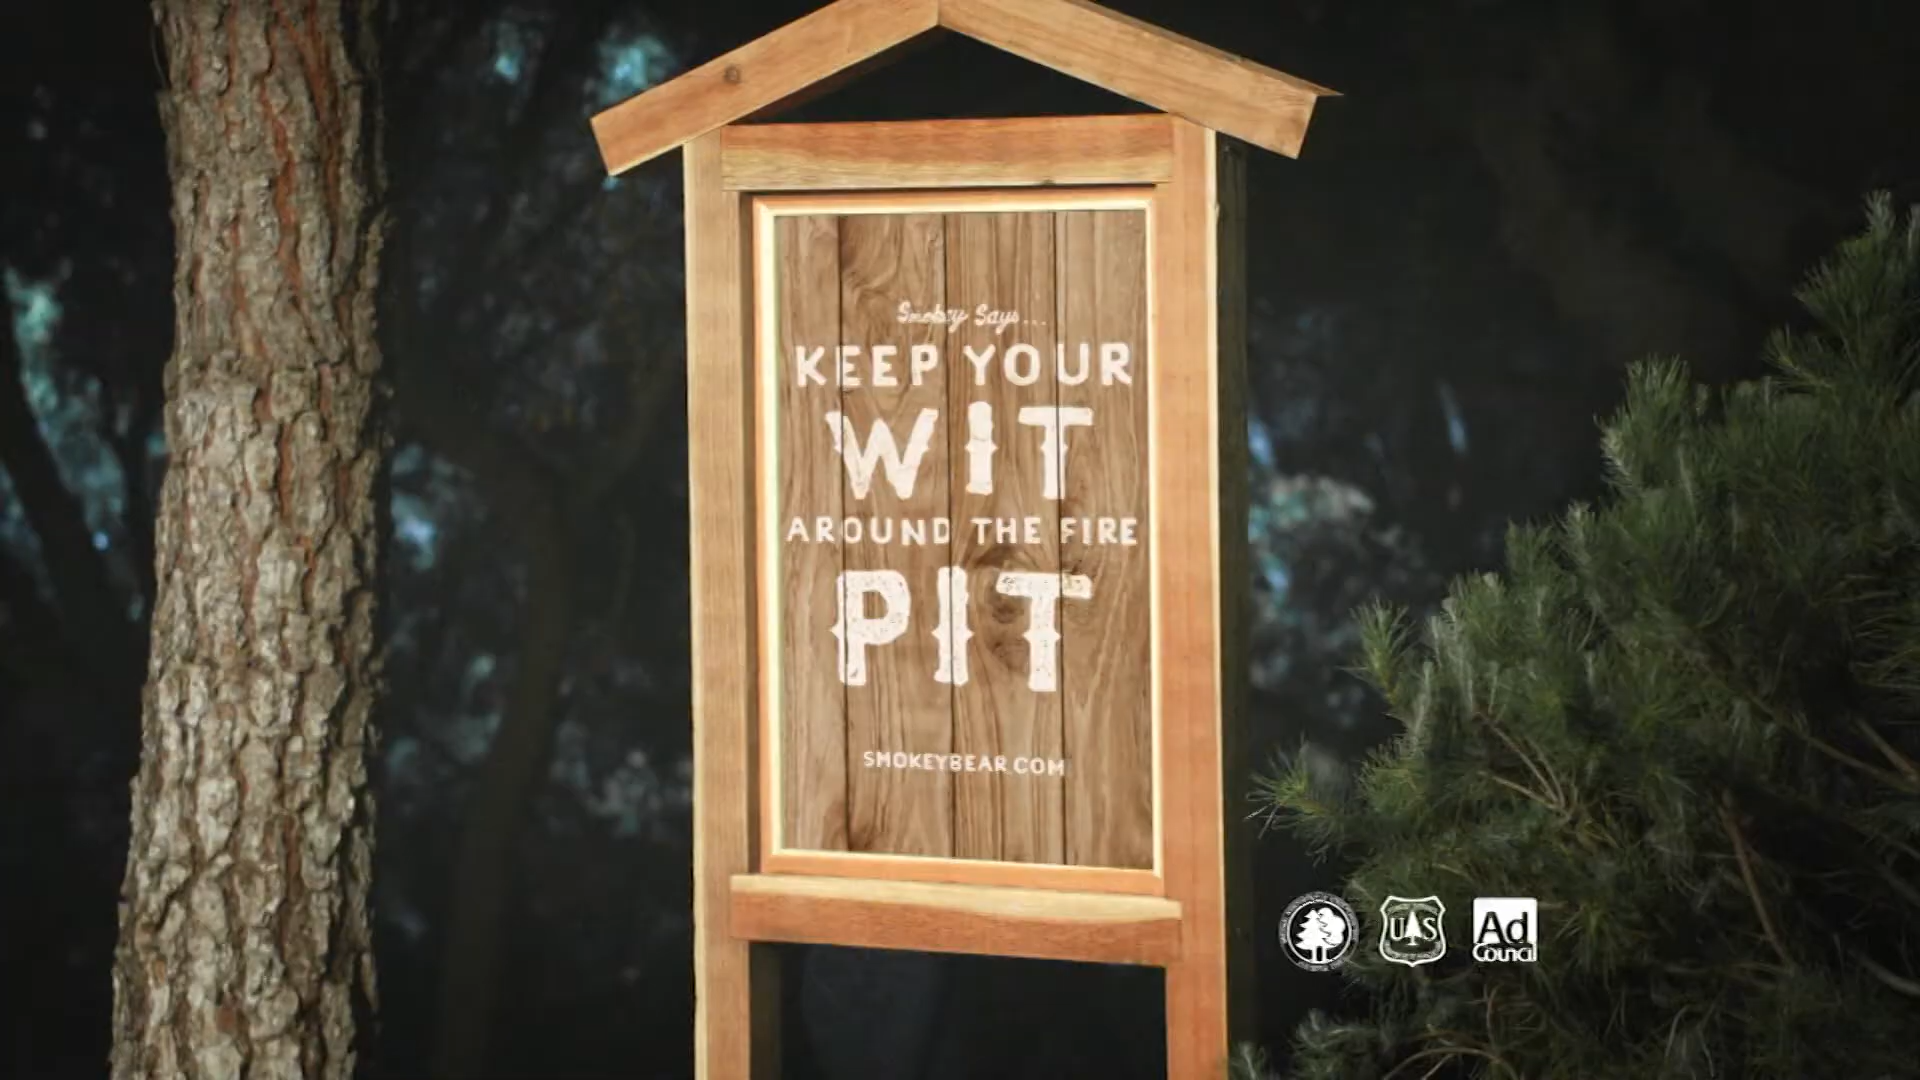 Smokey Says...
KEEP YOUR
WIT
AROUND THE FIRE
PIT
SMOKEYBEAR.COM
U S
Ad
Council